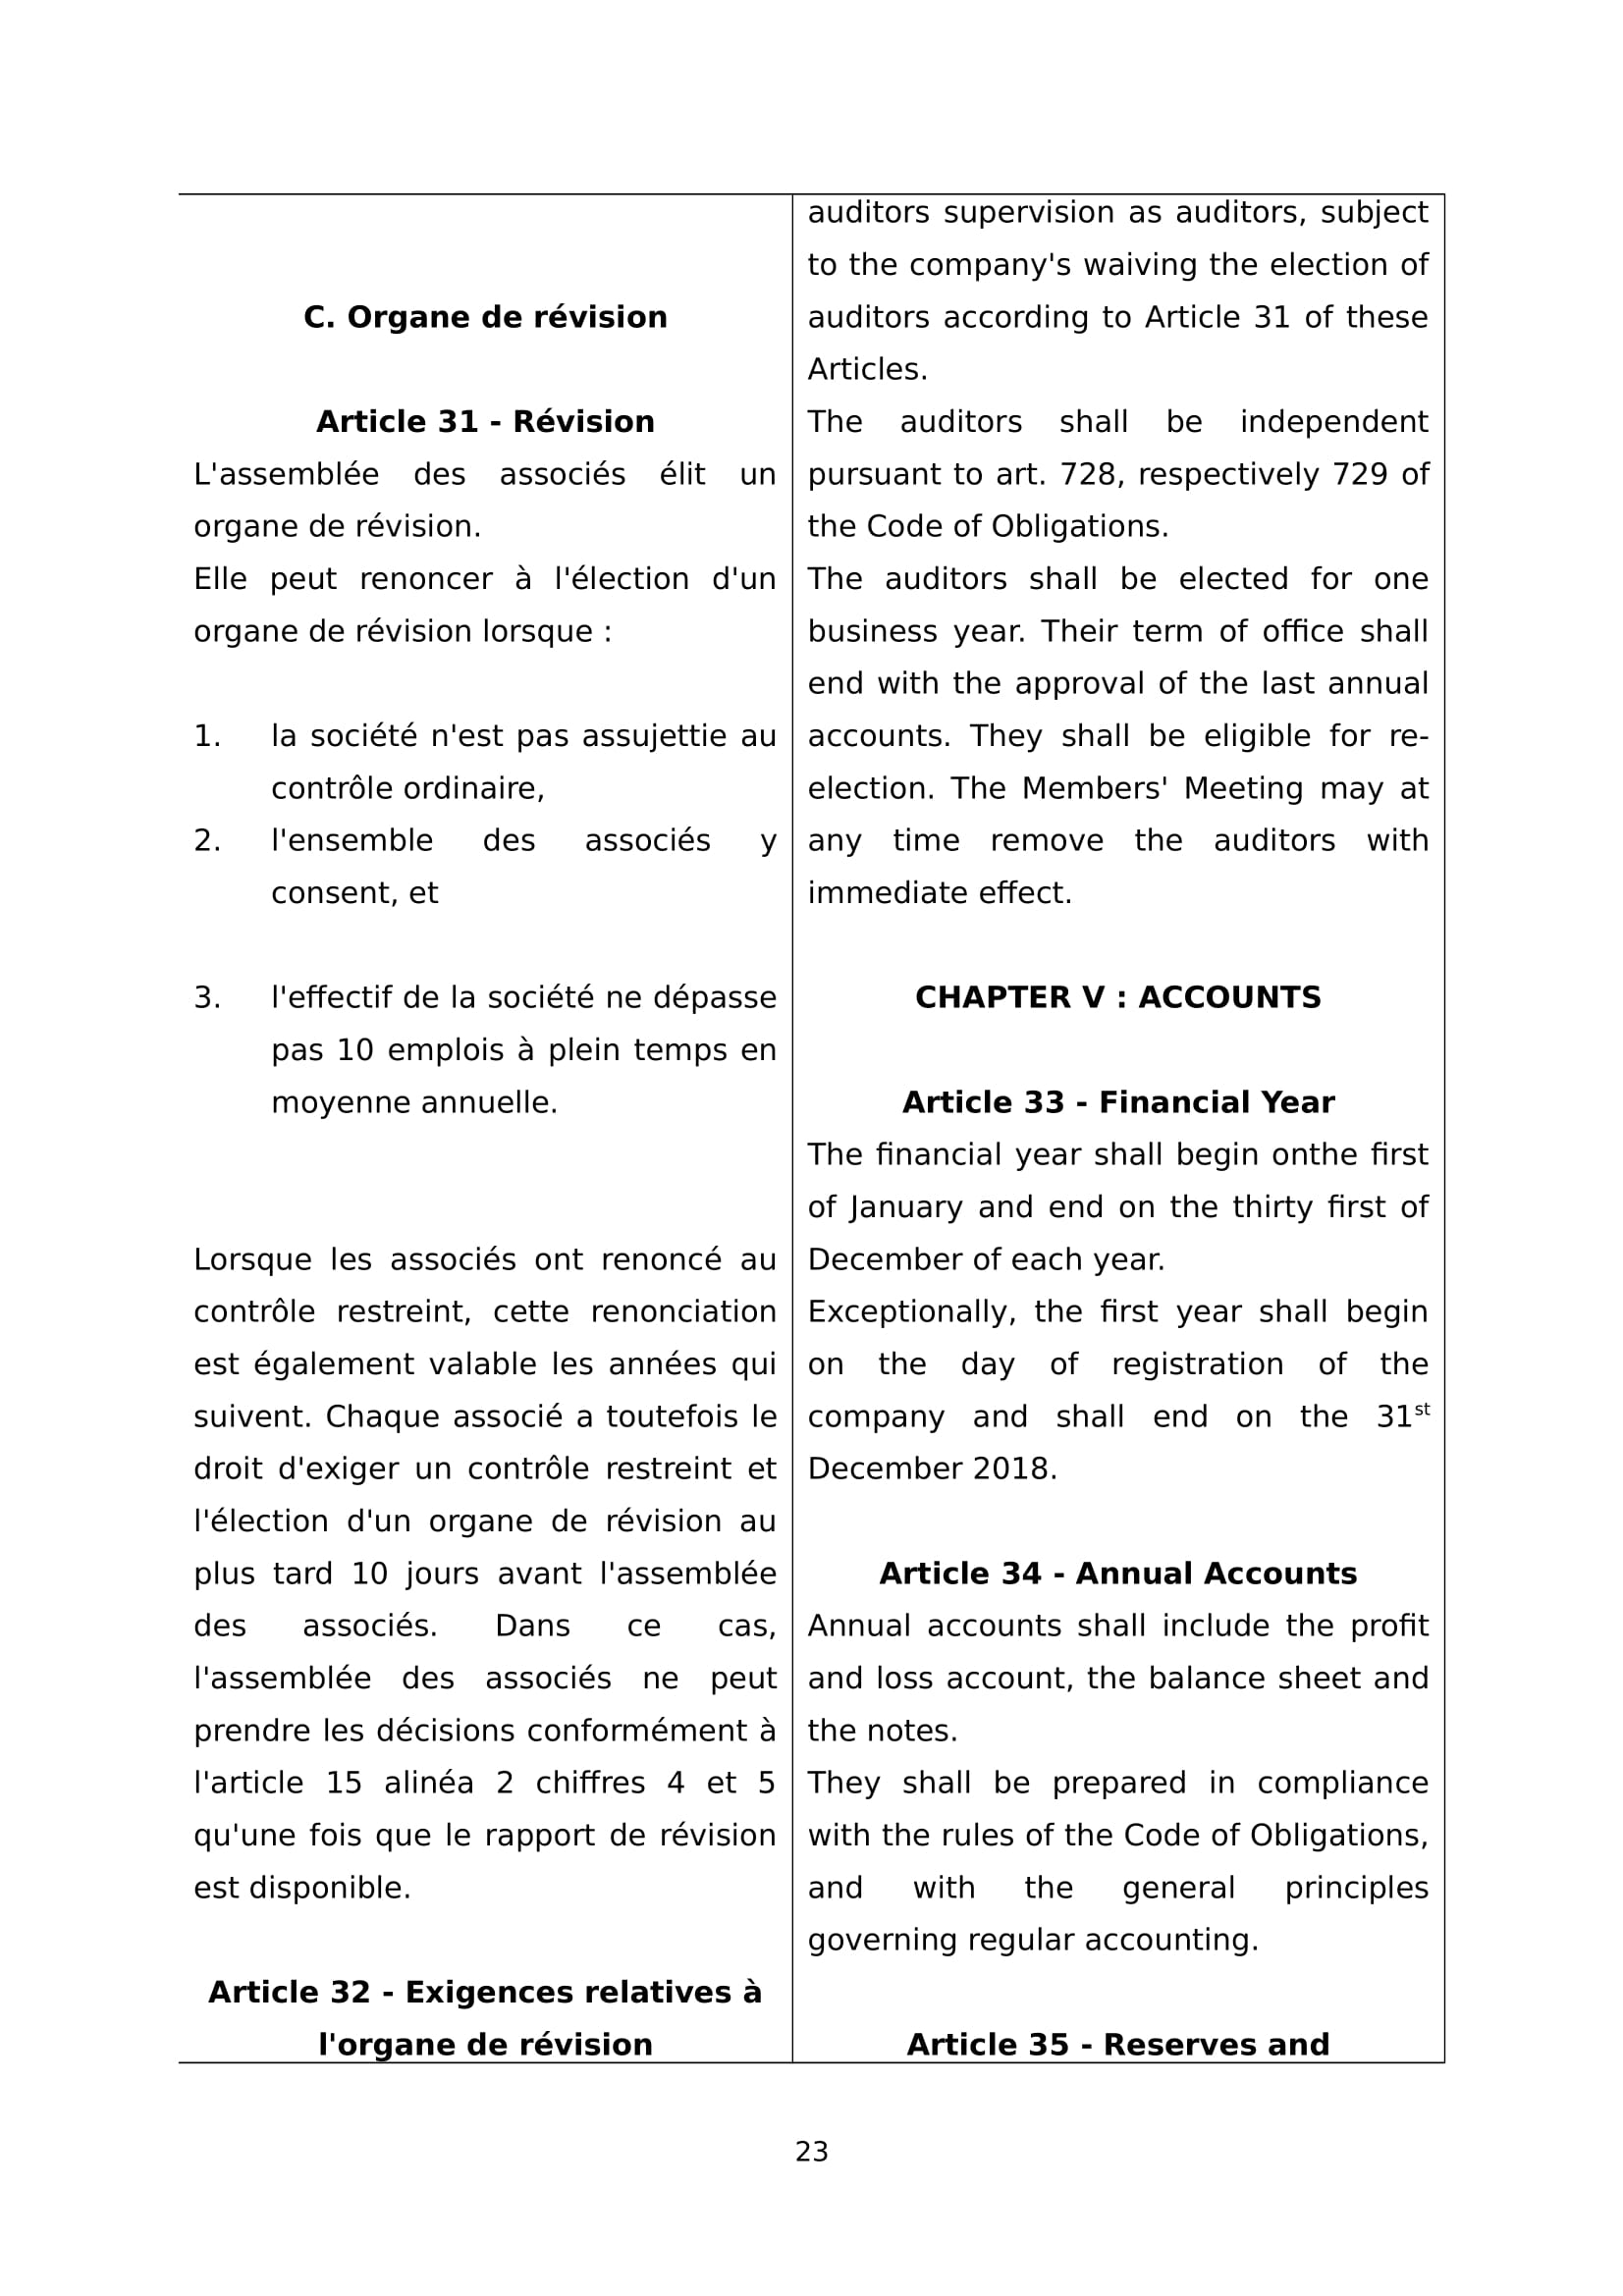 C. Organe de révision
Article 31 - Révision
L'assemblée des associés élit un
organe de révision.
Elle peut renoncer à l'élection d'un
organe de révision lorsque :
1. la société n'est pas assujettie au
contrôle ordinaire,
2. l'ensemble des associés y
consent, et
3. l'effectif de la société ne dépasse
pas 10 emplois à plein temps en
moyenne annuelle.
Lorsque les associés ont renoncé au
contrôle restreint, cette renonciation
est également valable les années qui
suivent. Chaque associé a toutefois le
droit d'exiger un contrôle restreint et
l'élection d'un organe de révision au
plus tard 10 jours avant l'assemblée
des associés. Dans ce cas,
l'assemblée des associés ne peut
prendre les décisions conformément à
l'article 15 alinéa 2 chiffres 4 et 5
qu'une fois que le rapport de révision
est disponible.
Article 32 - Exigences relatives à
l'organe de révision
auditors supervision as auditors, subject
to the company's waiving the election of
auditors according to Article 31 of these
Articles.
The auditors shall be independent
pursuant to art. 728, respectively 729 of
the Code of Obligations.
The auditors shall be elected for one
business year. Their term of office shall
end with the approval of the last annual
accounts. They shall be eligible for re-
election. The Members' Meeting may at
any time remove the auditors with
immediate effect.
CHAPTER V : ACCOUNTS
Article 33 - Financial Year
The financial year shall begin onthe first
of January and end on the thirty first of
December of each year.
Exceptionally, the first year shall begin
on the day of registration of the
company and shall end on the 31st
December 2018.
Article 34 - Annual Accounts
Annual accounts shall include the profit
and loss account, the balance sheet and
the notes.
They shall be prepared in compliance
with the rules of the Code of Obligations,
and with the general principles
governing regular accounting.
Article 35 - Reserves and
23